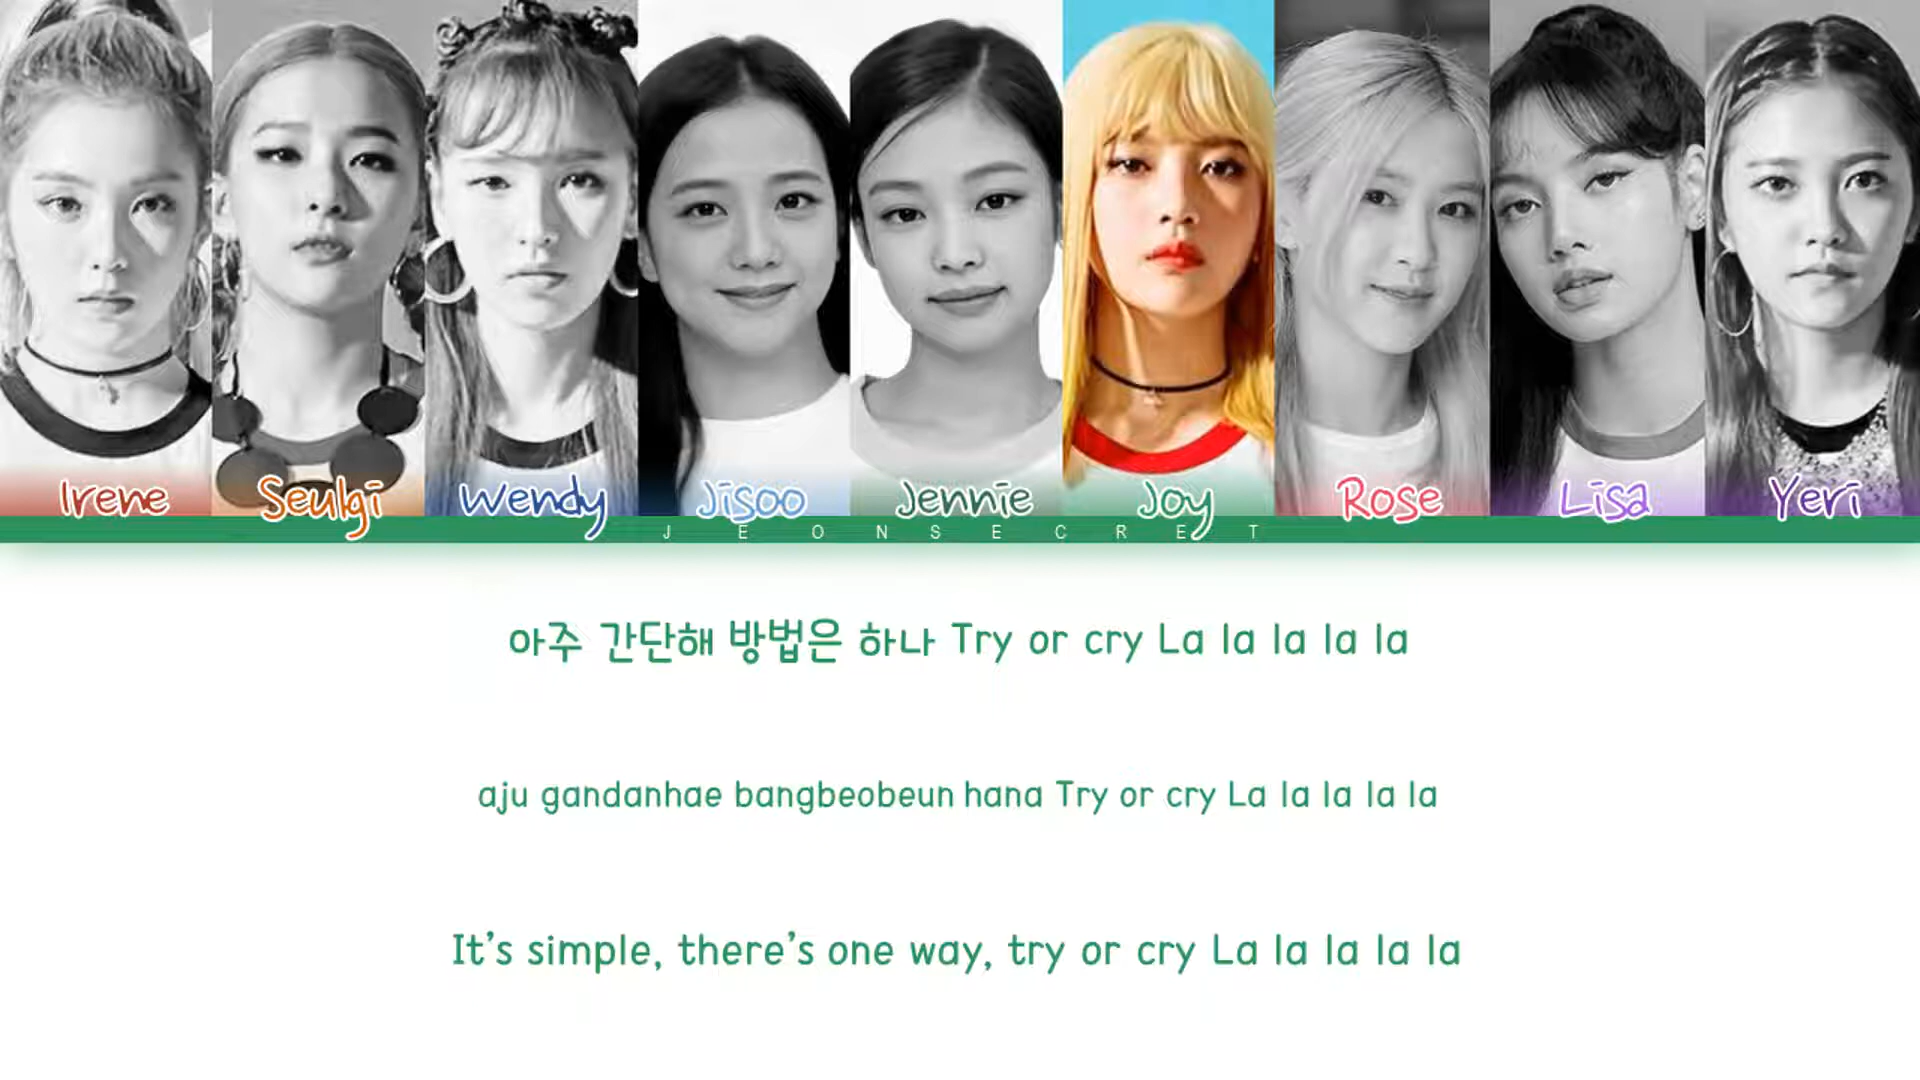 Irene Seulgi Wendy Jisoo Jennie Joy Rose Lisa Yeri
JEONSECRET
아주 간단해 방법은 하나 Try or cry La la la la la
aju gandanhae bangbeobeun hana Try or cry La la la la la
It's simple, there's one way, try or cry La la la la la